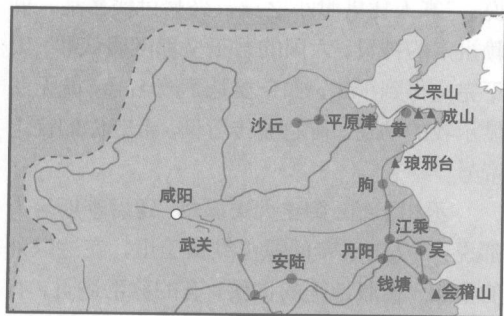 之罘山
成山
黄
平原津
沙丘
琅邪台
朐
咸阳
江乘
武关
吴
丹阳
安陆
钱塘
会稽山